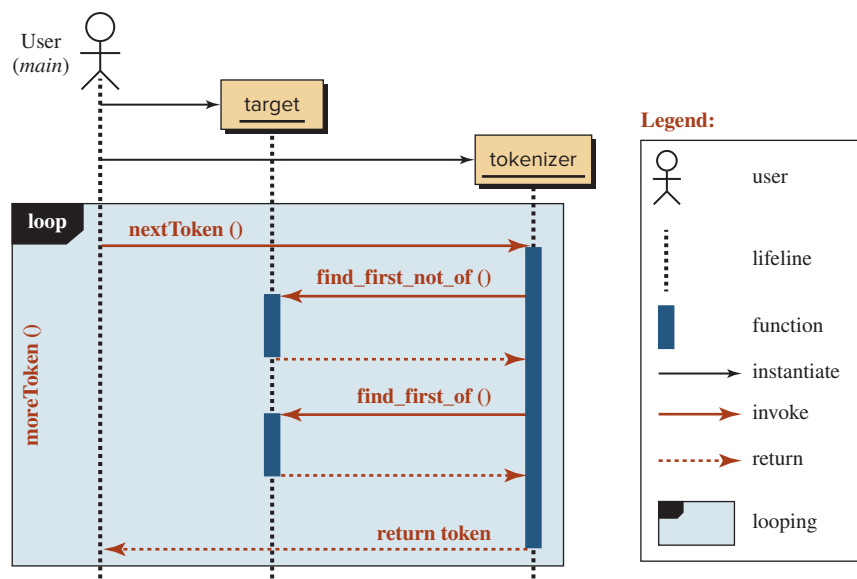 User
(main)
target
tokenizer
loop
nextToken ()
find_first_not_of ()
moreToken ()
find_first_of ()
return token
Legend:
user
lifeline
function
instantiate
invoke
return
looping